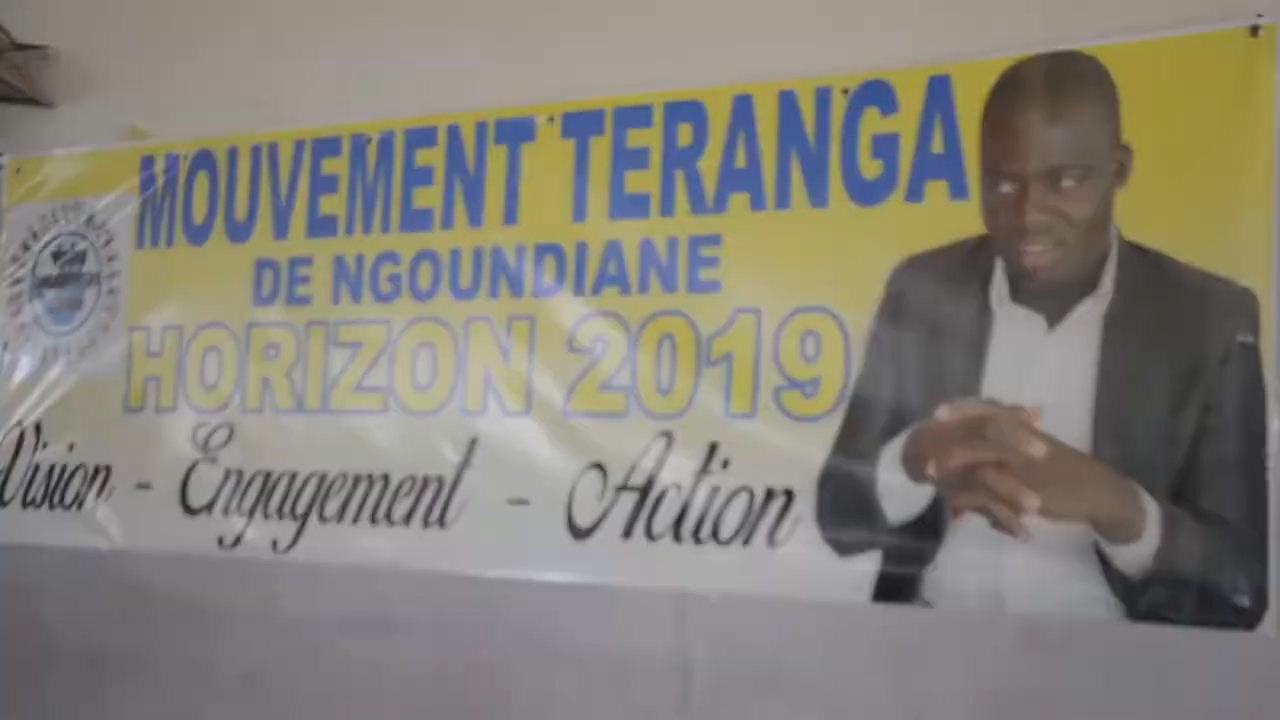 MOUVEMENT TERANGA
DE NGOUNDIANE
HORIZON 2019
Vision - Engagement - Action